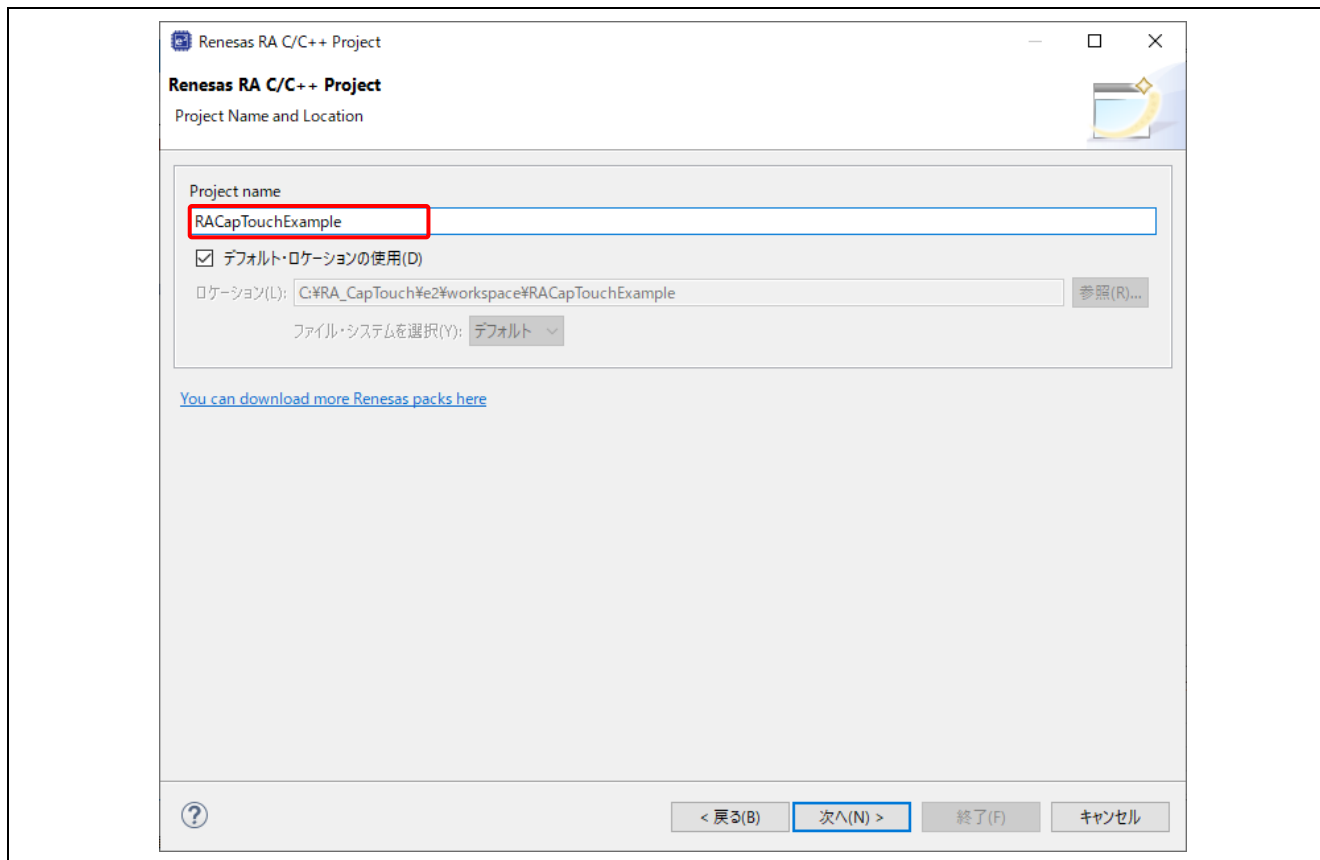 Renesas RA C/C++ Project
Renesas RA C/C++ Project
Project Name and Location
Project name
RACapTouchExample
デフォルト・ロケーションの使用(D)
ロケーション(L): C:¥RA_CapTouch¥e2¥workspace¥RACapTouchExample 参照(R)...
ファイル・システムを選択(Y): デフォルト
You can download more Renesas packs here
< 戻る(B) 次へ(N) > 終了(F) キャンセル